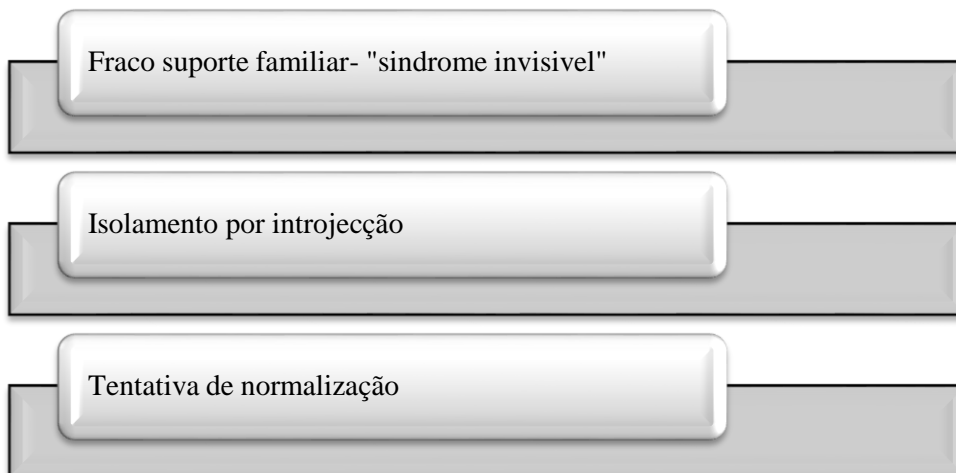 Fraco suporte familiar- "sindrome invisivel"
Isolamento por introjecção
Tentativa de normalização